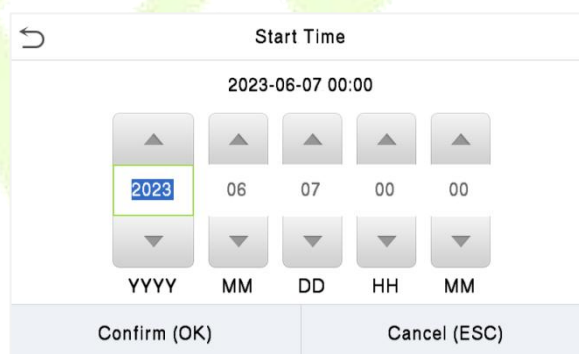 Start Time
2023-06-07 00:00
2023 06 07 00 00
YYYY MM DD HH MM
Confirm (OK) Cancel (ESC)